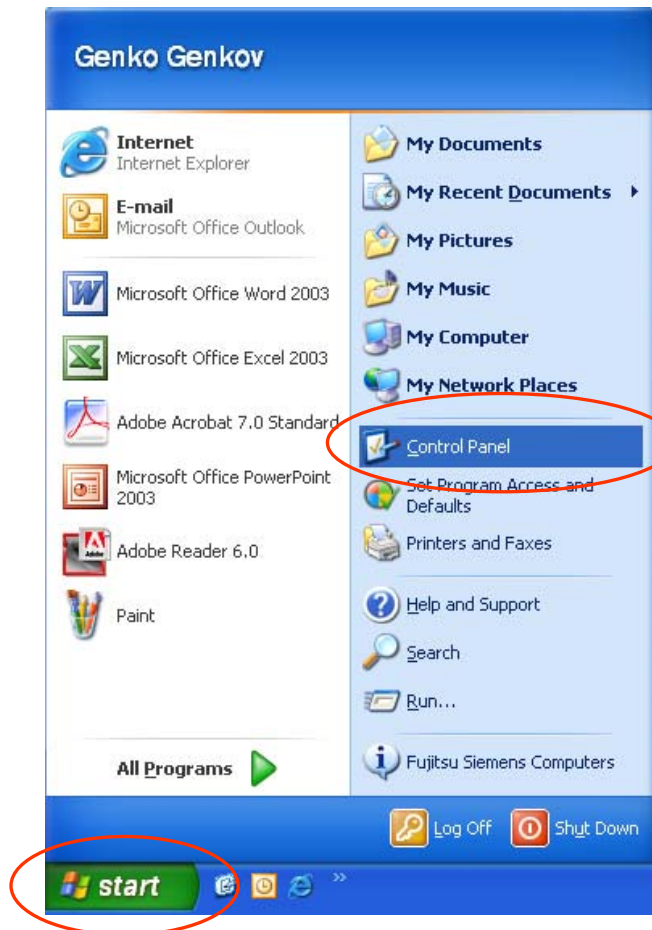 Genko Genkov
Internet
Internet Explorer
E-mail
Microsoft Office Outlook
Microsoft Office Word 2003
Microsoft Office Excel 2003
Adobe Acrobat 7.0 Standard
Microsoft Office PowerPoint
2003
Adobe Reader 6.0
Paint
All Programs
My Documents
My Recent Documents
My Pictures
My Music
My Computer
My Network Places
Control Panel
Set Program Access and
Defaults
Printers and Faxes
Help and Support
Search
Run...
Fujitsu Siemens Computers
Log Off
Shut Down
start
»